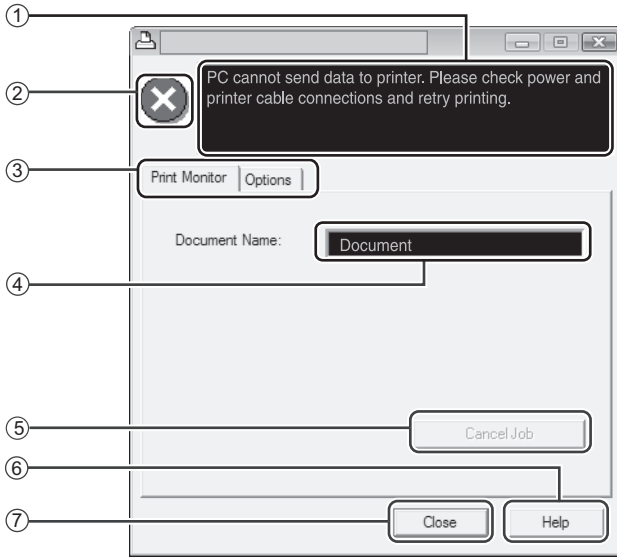 ①
②
PC cannot send data to printer. Please check power and
printer cable connections and retry printing.
③
Print Monitor Options
Document Name: Document
④
⑤
Cancel Job
⑥
⑦
Close Help